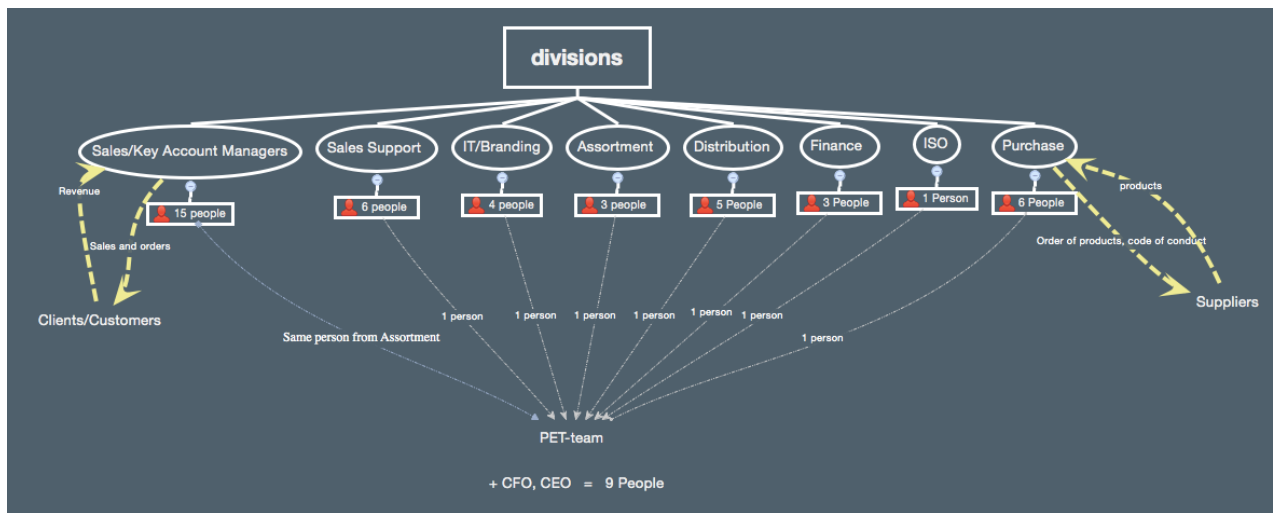 divisions
Sales/Key Account Managers
Sales Support
IT/Branding
Assortment
Distribution
Finance
ISO
Purchase
15 people
6 people
4 people
3 people
5 People
3 People
1 Person
6 People
Revenue
Sales and orders
Clients/Customers
products
Order of products, code of conduct
Suppliers
Same person from Assortment
1 person
1 person
1 person
1 person
1 person
1 person
1 person
PET-team
+ CFO, CEO = 9 People